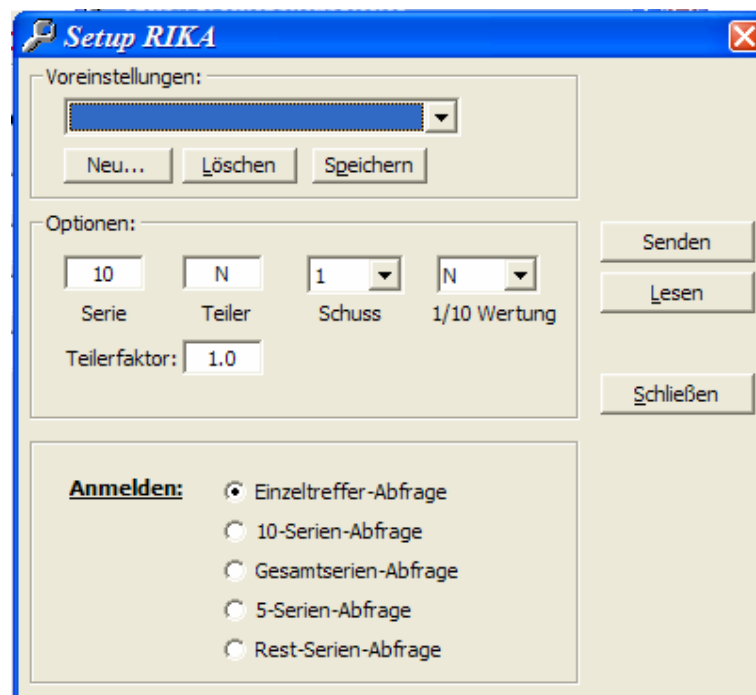 Setup RIKA
Voreinstellungen:
Neu... Löschen Speichern
Optionen:
10 N 1 N
Serie Teiler Schuss 1/10 Wertung
Teilerfaktor: 1.0
Senden
Lesen
Schließen
Anmelden: Einzeltreffer-Abfrage
10-Serien-Abfrage
Gesamtserien-Abfrage
5-Serien-Abfrage
Rest-Serien-Abfrage